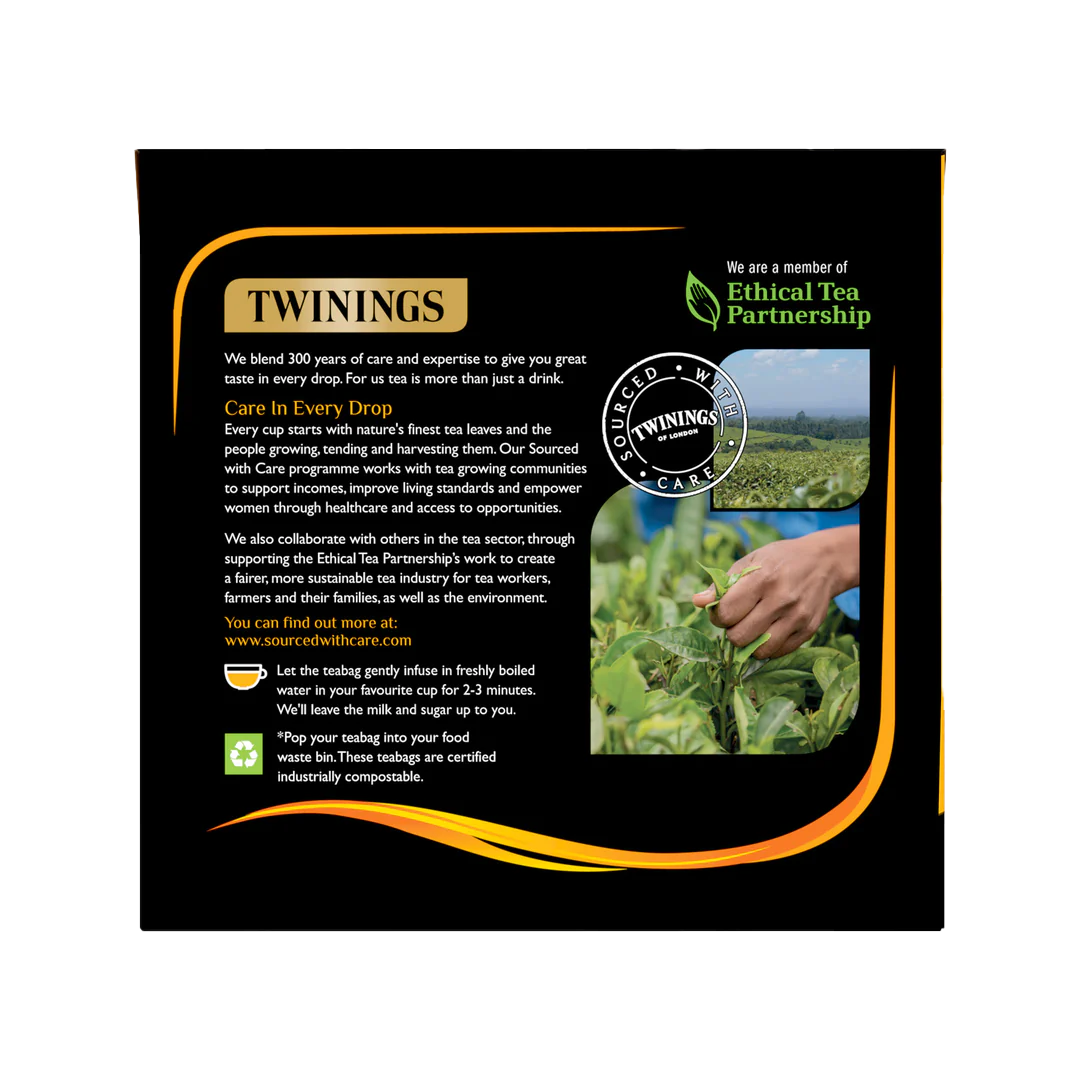 We are a member of
Ethical Tea
Partnership
TWININGS
We blend 300 years of care and expertise to give you great
taste in every drop. For us tea is more than just a drink.
Care In Every Drop
Every cup starts with nature's finest tea leaves and the
people growing, tending and harvesting them. Our Sourced
with Care programme works with tea growing communities
to support incomes, improve living standards and empower
women through healthcare and access to opportunities.
We also collaborate with others in the tea sector, through
supporting the Ethical Tea Partnership's work to create
a fairer, more sustainable tea industry for tea workers,
farmers and their families, as well as the environment.
You can find out more at:
www.sourcedwithcare.com
Let the teabag gently infuse in freshly boiled
water in your favourite cup for 2-3 minutes.
We'll leave the milk and sugar up to you.
*Pop your teabag into your food
waste bin. These teabags are certified
industrially compostable.
SOURCED • WITH • CARE •
TWININGS
OF LONDON